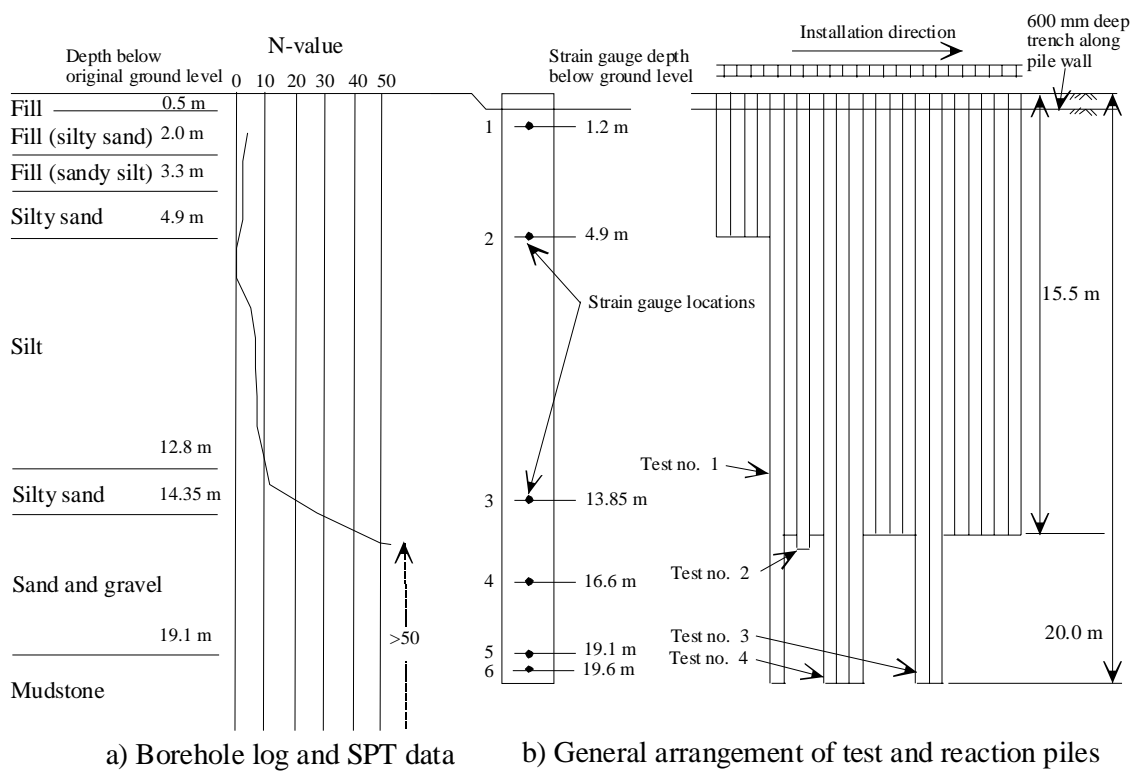 N-value
Depth below
original ground level
0 10 20 30 40 50
Fill 0.5 m
Fill (silty sand) 2.0 m
Fill (sandy silt) 3.3 m
Silty sand 4.9 m
Silt
12.8 m
Silty sand 14.35 m
Sand and gravel
19.1 m
Mudstone
>50
a) Borehole log and SPT data
Strain gauge depth
below ground level
1 1.2 m
2 4.9 m
Strain gauge locations
3 13.85 m
4 16.6 m
5 19.1 m
6 19.6 m
Installation direction
600 mm deep
trench along
pile wall
15.5 m
20.0 m
Test no. 1
Test no. 2
Test no. 3
Test no. 4
b) General arrangement of test and reaction piles